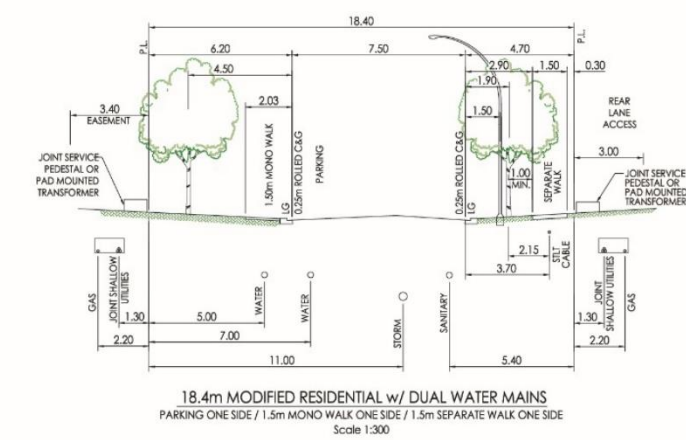 18.40
P.L.
P.L.
6.20
7.50
4.70
4.50
2.90
1.50
0.30
1.90
3.40
EASEMENT
2.03
1.50
REAR
LANE
ACCESS
1.50m MONO WALK
0.25m ROLLED C&G
PARKING
0.25m ROLLED C&G
1.00
MIN.
SEPARATE
WALK
3.00
JOINT SERVICE
PEDESTAL OR
PAD MOUNTED
TRANSFORMER
JOINT SERVICE
PEDESTAL OR
PAD MOUNTED
TRANSFORMER
LG
LG
2.15
3.70
STLT
CABLE
GAS
JOINT SHALLOW
UTILITIES
WATER
WATER
STORM
SANITARY
JOINT
SHALLOW UTILITIES
GAS
1.30
5.00
1.30
2.20
7.00
2.20
11.00
5.40
18.4m MODIFIED RESIDENTIAL w/ DUAL WATER MAINS
PARKING ONE SIDE / 1.5m MONO WALK ONE SIDE / 1.5m SEPARATE WALK ONE SIDE
Scale 1:300